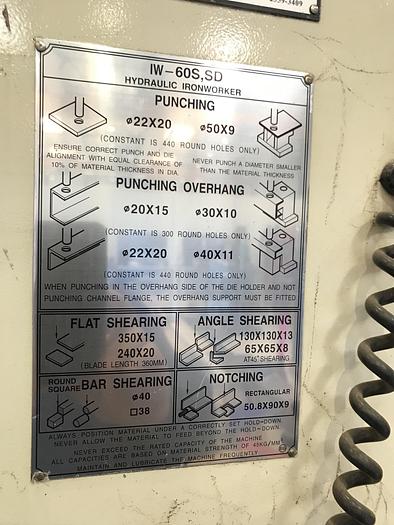 2539-3409
IW-60S,SD
HYDRAULIC IRONWORKER
PUNCHING
ø22X20 ø50X9
(CONSTANT IS 440 ROUND HOLES ONLY)
ENSURE CORRECT PUNCH AND DIE
ALIGNMENT WITH EQUAL CLEARANCE OF
10% OF MATERIAL THICKNESS IN DIA.
NEVER PUNCH A DIAMETER SMALLER
THAN THE MATERIAL THICKNESS
PUNCHING OVERHANG
ø20X15 ø30X10
(CONSTANT IS 300 ROUND HOLES ONLY)
ø22X20 ø40X11
(CONSTANT IS 440 ROUND HOLES ONLY)
WHEN PUNCHING IN THE OVERHANG SIDE OF THE DIE HOLDER AND NOT
PUNCHING CHANNEL FLANGE, THE OVERHANG SUPPORT MUST BE FITTED
FLAT SHEARING
350X15
240X20
(BLADE LENGTH 360MM)
ANGLE SHEARING
130X130X13
65X65X8
AT45°SHEARING
ROUND
SQUARE BAR SHEARING
ø40
□38
NOTCHING
RECTANGULAR
50.8X90X9
ALWAYS POSITION MATERIAL UNDER A CORRECTLY SET HOLD-DOWN
NEVER ALLOW THE MATERIAL TO FEED BEYOND THE HOLD-DOWN.
NEVER EXCEED THE RATED CAPACITY OF THE MACHINE
ALL CAPACITIES ARE BASED ON MATERIAL STRENGTH OF 45KG/MM²
MAINTAIN AND LUBRICATE THE MACHINE FREQUENTLY